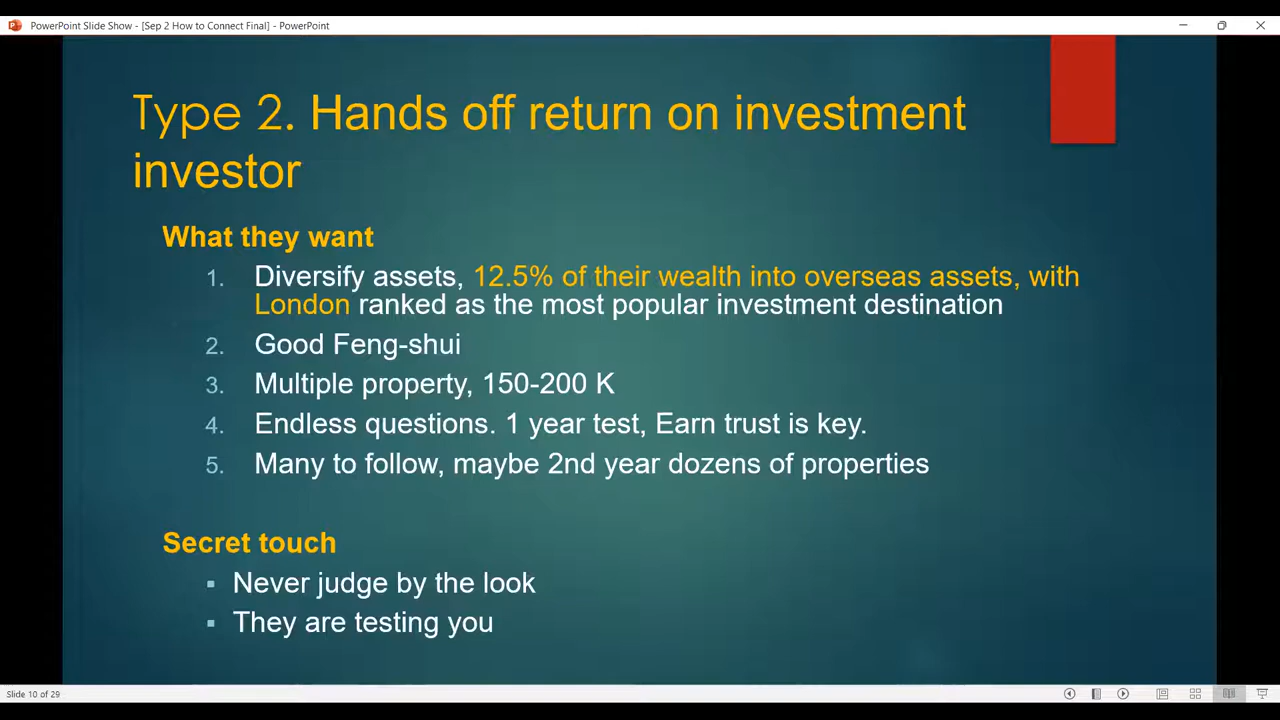 PowerPoint Slide Show - [Sep 2 How to Connect Final] - PowerPoint
Type 2. Hands off return on investment
investor
What they want
1. Diversify assets, 12.5% of their wealth into overseas assets, with
London ranked as the most popular investment destination
2. Good Feng-shui
3. Multiple property, 150-200 K
4. Endless questions. 1 year test, Earn trust is key.
5. Many to follow, maybe 2nd year dozens of properties
Secret touch
▪ Never judge by the look
▪ They are testing you
Slide 10 of 29